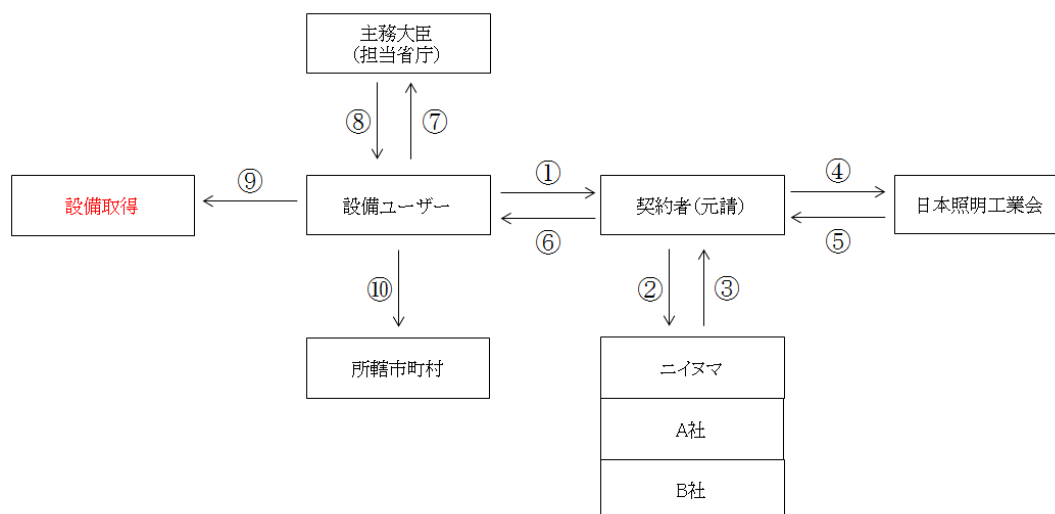 主務大臣
(担当省庁)
⑧
⑦
設備取得
⑨
設備ユーザー
①
⑥
契約者(元請)
④
⑤
日本照明工業会
⑩
②
③
所轄市町村
ニイヌマ
A社
B社